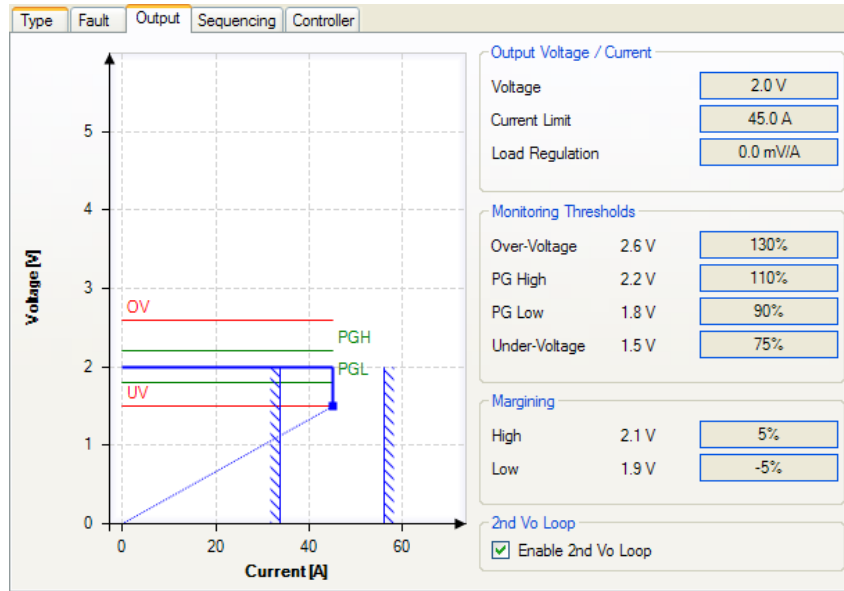 Type Fault Output Sequencing Controller
Voltage [V]
5
4
3
2
1
0
OV
PGH
PGL
UV
0 20 40 60
Current [A]
Output Voltage / Current
Voltage 2.0 V
Current Limit 45.0 A
Load Regulation 0.0 mV/A
Monitoring Thresholds
Over-Voltage 2.6 V 130%
PG High 2.2 V 110%
PG Low 1.8 V 90%
Under-Voltage 1.5 V 75%
Margining
High 2.1 V 5%
Low 1.9 V -5%
2nd Vo Loop
Enable 2nd Vo Loop